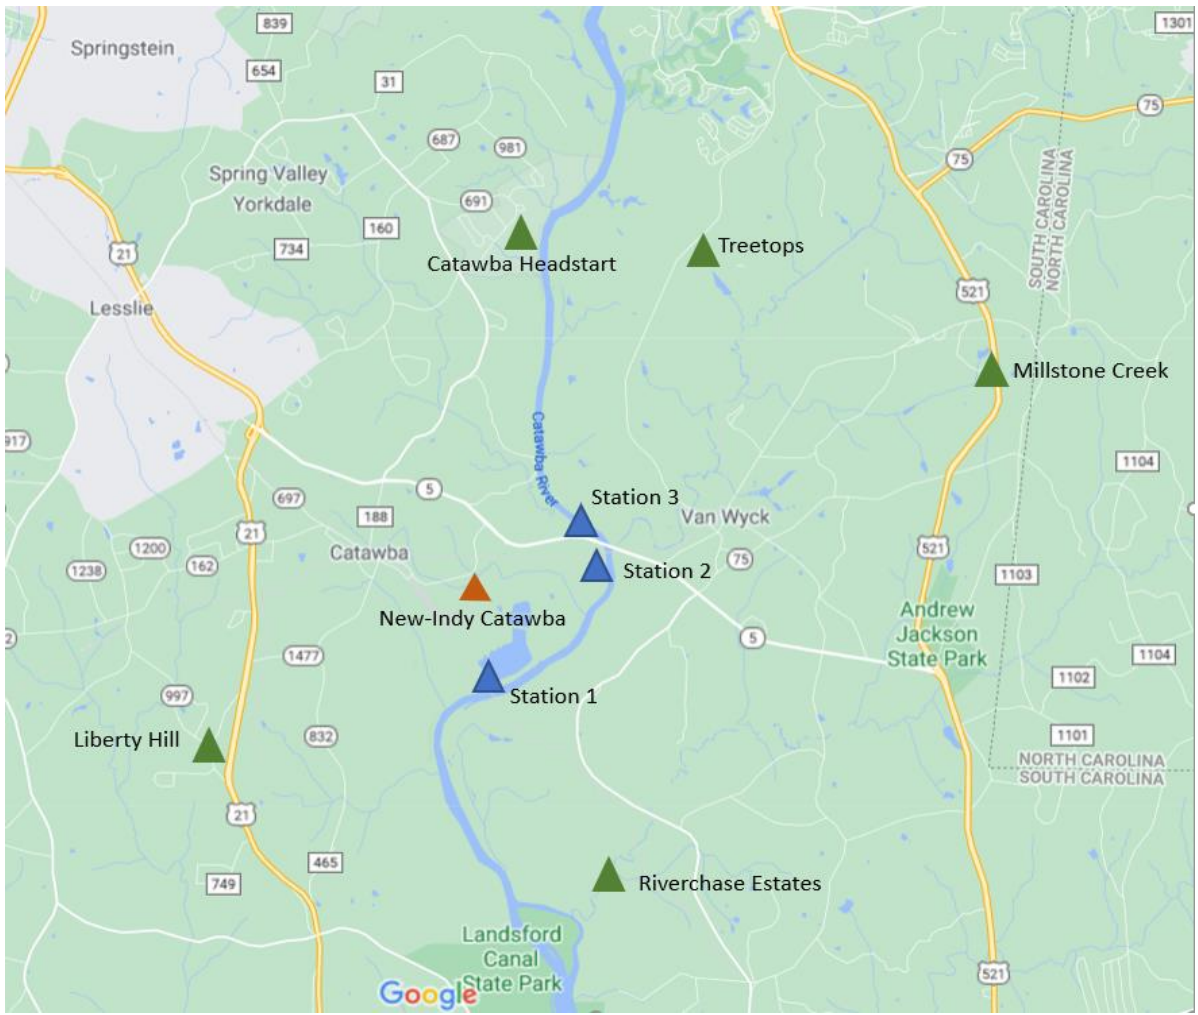 839
1301
Springstein
654
31
75
687
981
75
Spring Valley
Yorkdale
691
160
734
21
Catawba Headstart
Treetops
SOUTH CAROLINA
NORTH CAROLINA
521
Lesslie
Millstone Creek
917
Catawba River
1104
5
697
Station 3
188
Van Wyck
21
1200
162
1238
Catawba
75
521
Station 2
1103
New-Indy Catawba
Andrew
Jackson
State Park
2
5
1477
1104
1102
997
Station 1
Liberty Hill
832
1101
NORTH CAROLINA
SOUTH CAROLINA
21
465
749
Riverchase Estates
Landsford
Canal
State Park
Google
521